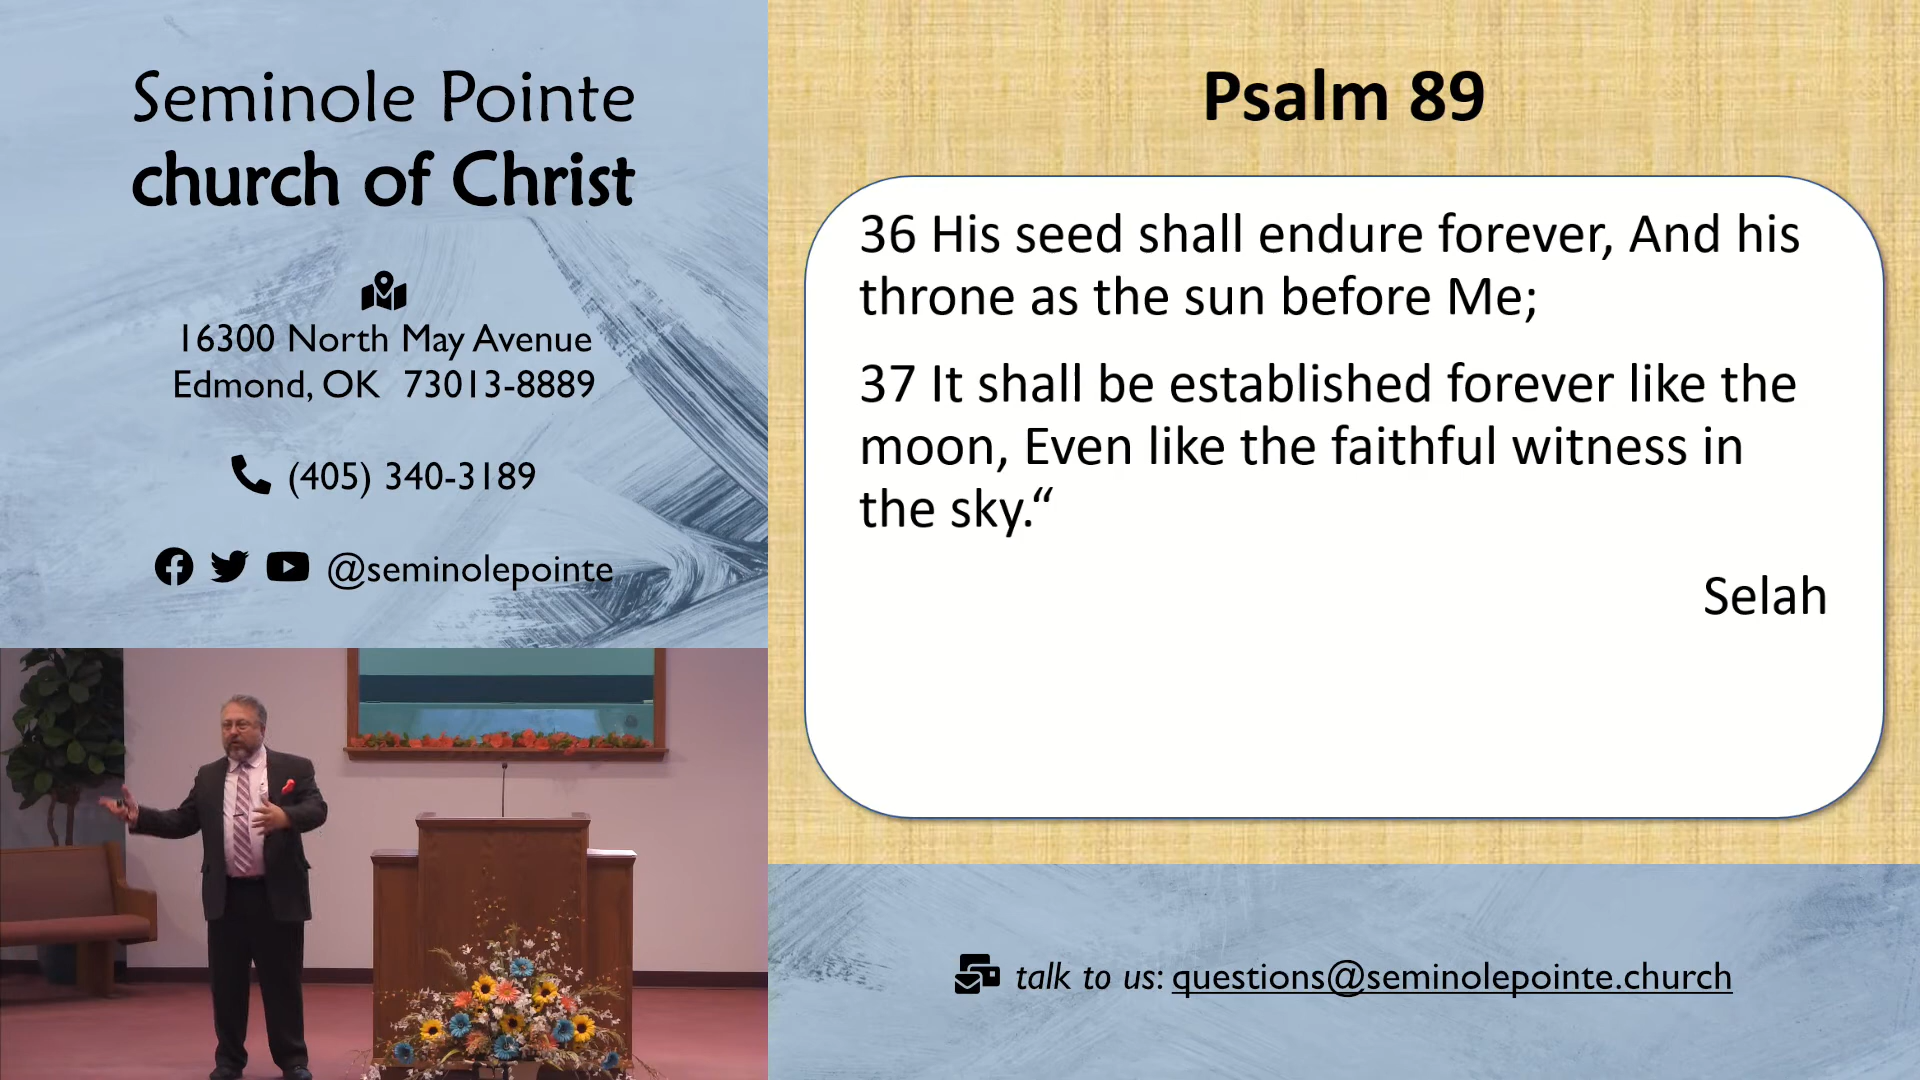 Seminole Pointe
church of Christ
16300 North May Avenue
Edmond, OK 73013-8889
(405) 340-3189
@seminolepointe
Psalm 89
36 His seed shall endure forever, And his
throne as the sun before Me;
37 It shall be established forever like the
moon, Even like the faithful witness in
the sky.“
Selah
talk to us: questions@seminolepointe.church